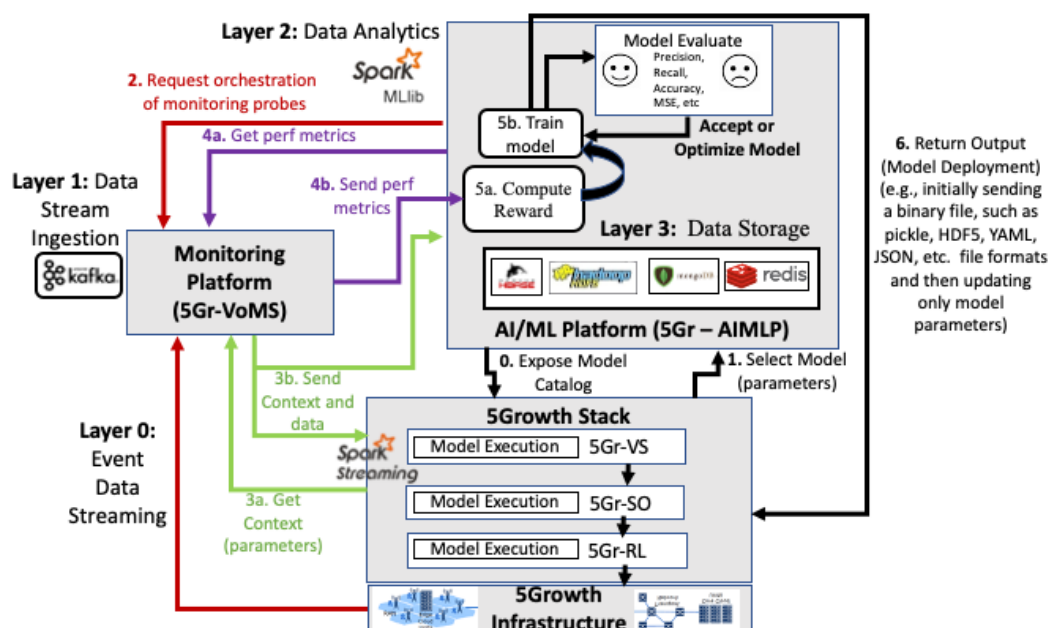 Layer 2: Data Analytics
Spark
MLlib
2. Request orchestration
of monitoring probes
4a. Get perf metrics
4b. Send perf
metrics
Layer 1: Data
Stream
Ingestion
kafka
Monitoring
Platform
(5Gr-VoMS)
Model Evaluate
Precision,
Recall,
Accuracy,
MSE, etc
5b. Train
model
Accept or
Optimize Model
5a. Compute
Reward
Layer 3: Data Storage
HBASE
mongoDB
redis
AI/ML Platform (5Gr – AIMLP)
6. Return Output
(Model Deployment)
(e.g., initially sending
a binary file, such as
pickle, HDF5, YAML,
JSON, etc. file formats
and then updating
only model
parameters)
0. Expose Model
Catalog
1. Select Model
(parameters)
3b. Send
Context and
data
Layer 0:
Event
Data
Streaming
3a. Get
Context
(parameters)
5Growth Stack
Spark
Streaming
Model Execution 5Gr-VS
Model Execution 5Gr-SO
Model Execution 5Gr-RL
5Growth
Infrastructure